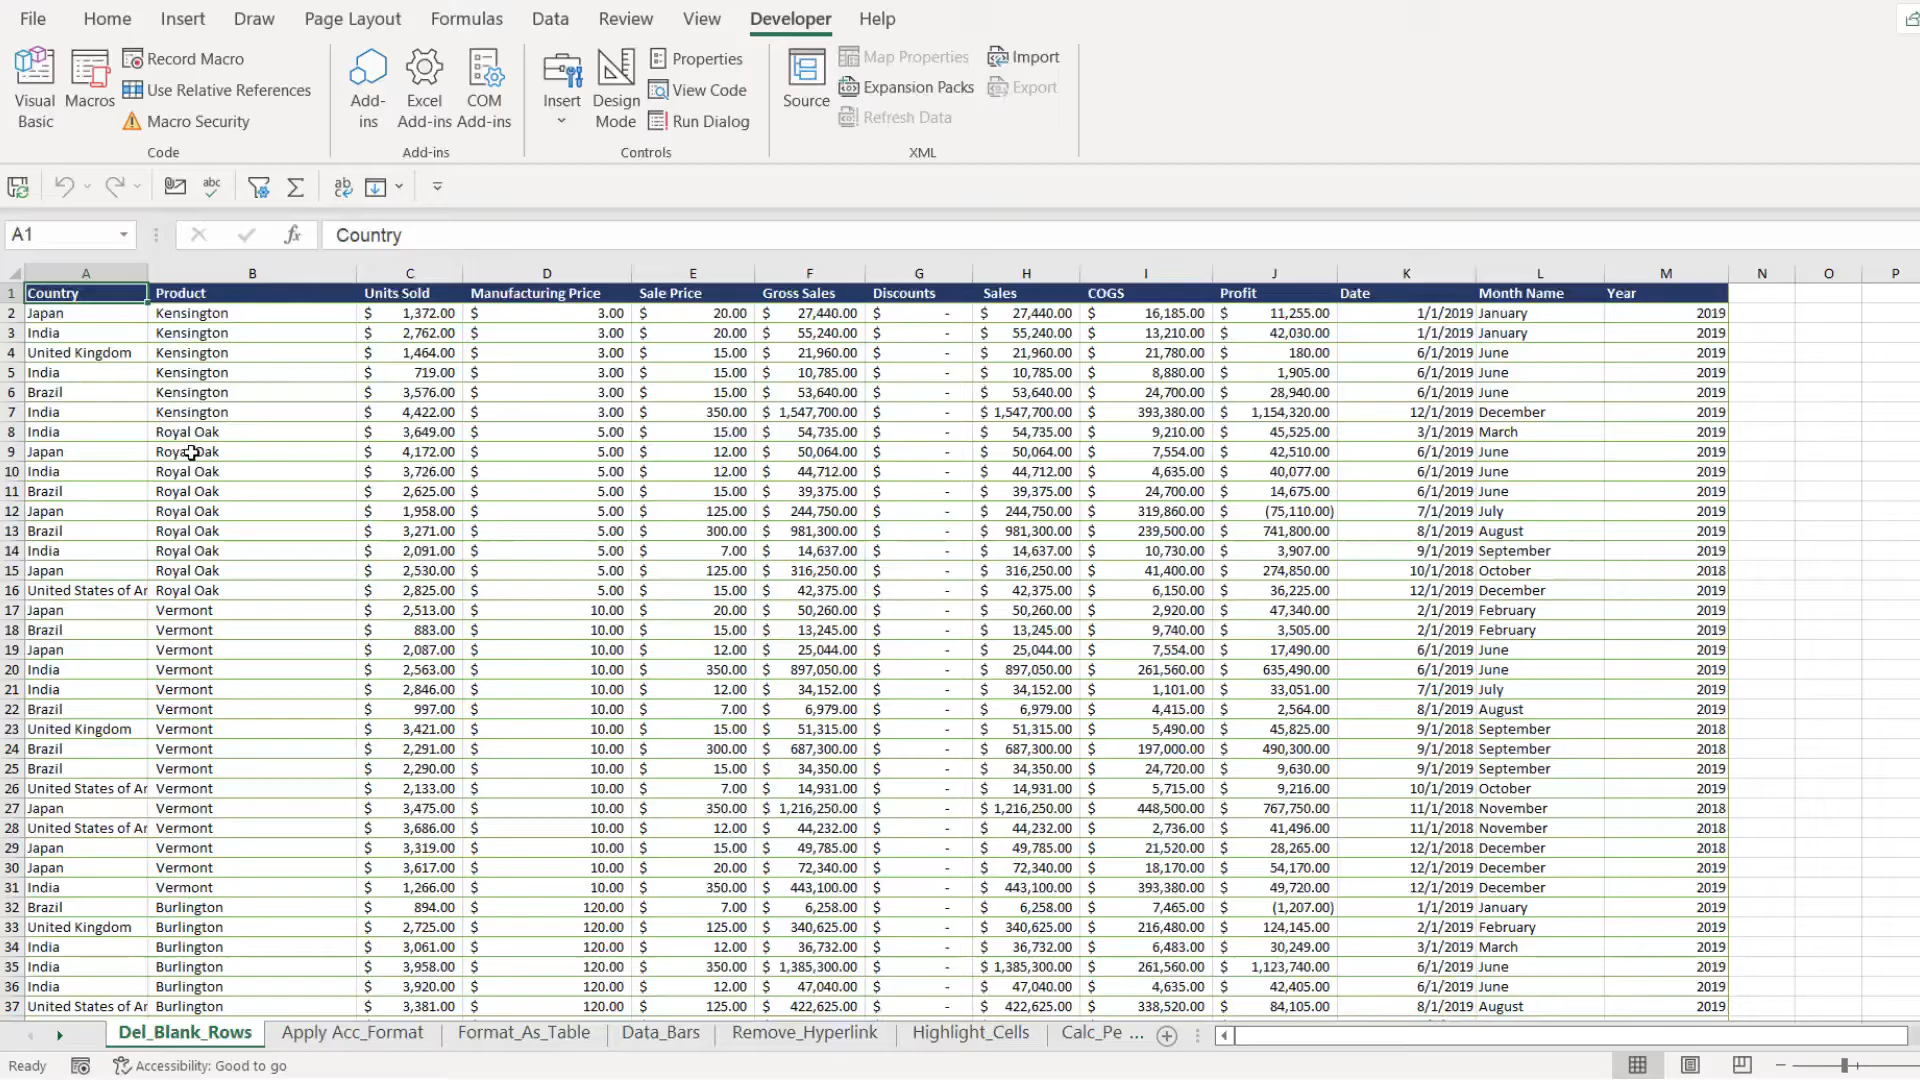 File Home Insert Draw Page Layout Formulas Data Review View Developer Help
Visual Basic
Macros
Record Macro
Use Relative References
Macro Security
Code
Add-ins
Excel Add-ins
COM Add-ins
Add-ins
Insert
Design Mode
Properties
View Code
Run Dialog
Controls
Source
Map Properties
Expansion Packs
Refresh Data
Import
Export
XML
A1 fx Country
A B C D E F G H I J K L M N O P
1 Country Product Units Sold Manufacturing Price Sale Price Gross Sales Discounts Sales COGS Profit Date Month Name Year
2 Japan Kensington $ 1,372.00 $ 3.00 $ 20.00 $ 27,440.00 $ - $ 27,440.00 $ 16,185.00 $ 11,255.00 1/1/2019 January 2019
3 India Kensington $ 2,762.00 $ 3.00 $ 20.00 $ 55,240.00 $ - $ 55,240.00 $ 13,210.00 $ 42,030.00 1/1/2019 January 2019
4 United Kingdom Kensington $ 1,464.00 $ 3.00 $ 15.00 $ 21,960.00 $ - $ 21,960.00 $ 21,780.00 $ 180.00 6/1/2019 June 2019
5 India Kensington $ 719.00 $ 3.00 $ 15.00 $ 10,785.00 $ - $ 10,785.00 $ 8,880.00 $ 1,905.00 6/1/2019 June 2019
6 Brazil Kensington $ 3,576.00 $ 3.00 $ 15.00 $ 53,640.00 $ - $ 53,640.00 $ 24,700.00 $ 28,940.00 6/1/2019 June 2019
7 India Kensington $ 4,422.00 $ 3.00 $ 350.00 $ 1,547,700.00 $ - $ 1,547,700.00 $ 393,380.00 $ 1,154,320.00 12/1/2019 December 2019
8 India Royal Oak $ 3,649.00 $ 5.00 $ 15.00 $ 54,735.00 $ - $ 54,735.00 $ 9,210.00 $ 45,525.00 3/1/2019 March 2019
9 Japan Royal Oak $ 4,172.00 $ 5.00 $ 12.00 $ 50,064.00 $ - $ 50,064.00 $ 7,554.00 $ 42,510.00 6/1/2019 June 2019
10 India Royal Oak $ 3,726.00 $ 5.00 $ 12.00 $ 44,712.00 $ - $ 44,712.00 $ 4,635.00 $ 40,077.00 6/1/2019 June 2019
11 Brazil Royal Oak $ 2,625.00 $ 5.00 $ 15.00 $ 39,375.00 $ - $ 39,375.00 $ 24,700.00 $ 14,675.00 6/1/2019 June 2019
12 Japan Royal Oak $ 1,958.00 $ 5.00 $ 125.00 $ 244,750.00 $ - $ 244,750.00 $ 319,860.00 $ (75,110.00) 7/1/2019 July 2019
13 Brazil Royal Oak $ 3,271.00 $ 5.00 $ 300.00 $ 981,300.00 $ - $ 981,300.00 $ 239,500.00 $ 741,800.00 8/1/2019 August 2019
14 India Royal Oak $ 2,091.00 $ 5.00 $ 7.00 $ 14,637.00 $ - $ 14,637.00 $ 10,730.00 $ 3,907.00 9/1/2019 September 2019
15 Japan Royal Oak $ 2,530.00 $ 5.00 $ 125.00 $ 316,250.00 $ - $ 316,250.00 $ 41,400.00 $ 274,850.00 10/1/2018 October 2018
16 United States of Ar Royal Oak $ 2,825.00 $ 5.00 $ 15.00 $ 42,375.00 $ - $ 42,375.00 $ 6,150.00 $ 36,225.00 12/1/2019 December 2019
17 Japan Vermont $ 2,513.00 $ 10.00 $ 20.00 $ 50,260.00 $ - $ 50,260.00 $ 2,920.00 $ 47,340.00 2/1/2019 February 2019
18 Brazil Vermont $ 883.00 $ 10.00 $ 15.00 $ 13,245.00 $ - $ 13,245.00 $ 9,740.00 $ 3,505.00 2/1/2019 February 2019
19 Japan Vermont $ 2,087.00 $ 10.00 $ 12.00 $ 25,044.00 $ - $ 25,044.00 $ 7,554.00 $ 17,490.00 6/1/2019 June 2019
20 India Vermont $ 2,563.00 $ 10.00 $ 350.00 $ 897,050.00 $ - $ 897,050.00 $ 261,560.00 $ 635,490.00 6/1/2019 June 2019
21 India Vermont $ 2,846.00 $ 10.00 $ 12.00 $ 34,152.00 $ - $ 34,152.00 $ 1,101.00 $ 33,051.00 7/1/2019 July 2019
22 Brazil Vermont $ 997.00 $ 10.00 $ 7.00 $ 6,979.00 $ - $ 6,979.00 $ 4,415.00 $ 2,564.00 8/1/2019 August 2019
23 United Kingdom Vermont $ 3,421.00 $ 10.00 $ 15.00 $ 51,315.00 $ - $ 51,315.00 $ 5,490.00 $ 45,825.00 9/1/2018 September 2018
24 Brazil Vermont $ 2,291.00 $ 10.00 $ 300.00 $ 687,300.00 $ - $ 687,300.00 $ 197,000.00 $ 490,300.00 9/1/2018 September 2018
25 Brazil Vermont $ 2,290.00 $ 10.00 $ 15.00 $ 34,350.00 $ - $ 34,350.00 $ 24,720.00 $ 9,630.00 9/1/2019 September 2019
26 United States of Ar Vermont $ 2,133.00 $ 10.00 $ 7.00 $ 14,931.00 $ - $ 14,931.00 $ 5,715.00 $ 9,216.00 10/1/2019 October 2019
27 Japan Vermont $ 3,475.00 $ 10.00 $ 350.00 $ 1,216,250.00 $ - $ 1,216,250.00 $ 448,500.00 $ 767,750.00 11/1/2018 November 2018
28 United States of Ar Vermont $ 3,686.00 $ 10.00 $ 12.00 $ 44,232.00 $ - $ 44,232.00 $ 2,736.00 $ 41,496.00 11/1/2018 November 2018
29 Japan Vermont $ 3,319.00 $ 10.00 $ 15.00 $ 49,785.00 $ - $ 49,785.00 $ 21,520.00 $ 28,265.00 12/1/2018 December 2018
30 Japan Vermont $ 3,617.00 $ 10.00 $ 20.00 $ 72,340.00 $ - $ 72,340.00 $ 18,170.00 $ 54,170.00 12/1/2019 December 2019
31 India Vermont $ 1,266.00 $ 10.00 $ 350.00 $ 443,100.00 $ - $ 443,100.00 $ 393,380.00 $ 49,720.00 12/1/2019 December 2019
32 Brazil Burlington $ 894.00 $ 120.00 $ 7.00 $ 6,258.00 $ - $ 6,258.00 $ 7,465.00 $ (1,207.00) 1/1/2019 January 2019
33 United Kingdom Burlington $ 2,725.00 $ 120.00 $ 125.00 $ 340,625.00 $ - $ 340,625.00 $ 216,480.00 $ 124,145.00 2/1/2019 February 2019
34 India Burlington $ 3,061.00 $ 120.00 $ 12.00 $ 36,732.00 $ - $ 36,732.00 $ 6,483.00 $ 30,249.00 3/1/2019 March 2019
35 India Burlington $ 3,958.00 $ 120.00 $ 350.00 $ 1,385,300.00 $ - $ 1,385,300.00 $ 261,560.00 $ 1,123,740.00 6/1/2019 June 2019
36 India Burlington $ 3,920.00 $ 120.00 $ 12.00 $ 47,040.00 $ - $ 47,040.00 $ 4,635.00 $ 42,405.00 6/1/2019 June 2019
37 United States of Ar Burlington $ 3,381.00 $ 120.00 $ 125.00 $ 422,625.00 $ - $ 422,625.00 $ 338,520.00 $ 84,105.00 8/1/2019 August 2019
Del_Blank_Rows Apply Acc_Format Format_As_Table Data_Bars Remove_Hyperlink Highlight_Cells Calc_Pe ...
Ready Accessibility: Good to go